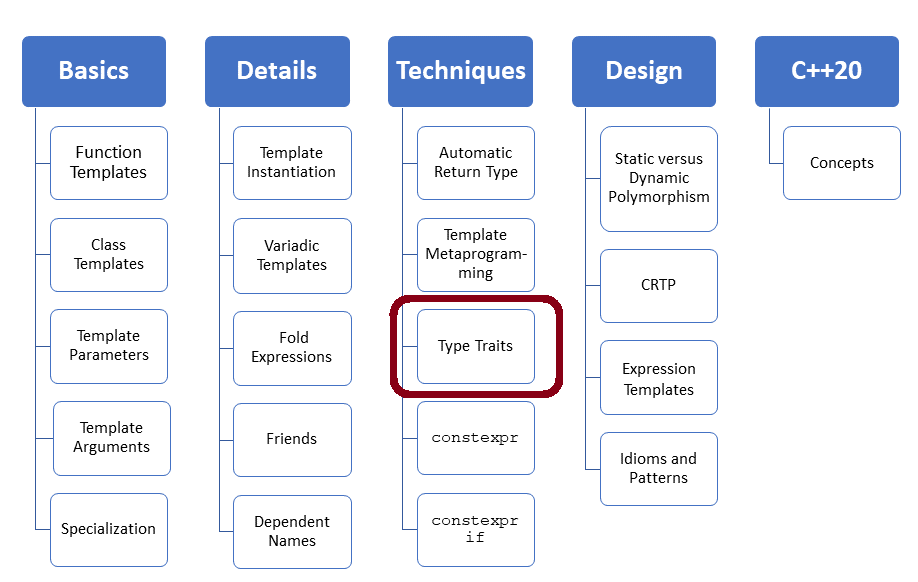 Basics
Function
Templates
Class
Templates
Template
Parameters
Template
Arguments
Specialization
Details
Template
Instantiation
Variadic
Templates
Fold
Expressions
Friends
Dependent
Names
Techniques
Automatic
Return Type
Template
Metaprogram-
ming
Type Traits
constexpr
constexpr
if
Design
Static versus
Dynamic
Polymorphism
CRTP
Expression
Templates
Idioms and
Patterns
C++20
Concepts